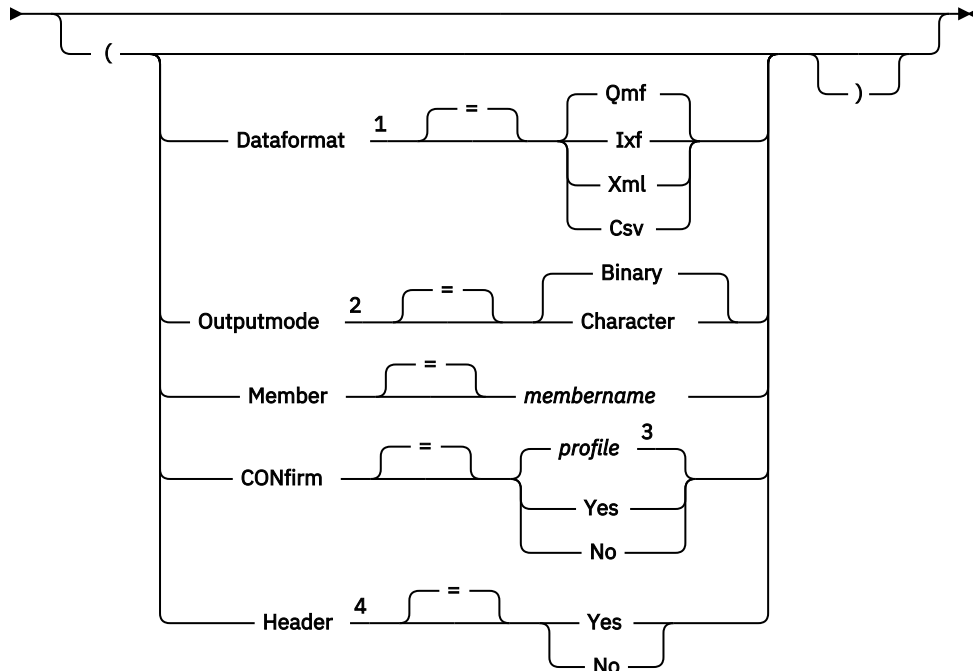 (
)
Qmf
=
Dataformat 1 Ixf
Xml
Csv
Binary
=
Outputmode 2 Character
=
Member membername
profile 3
=
CONfirm
Yes
No
=
Header 4 Yes
No